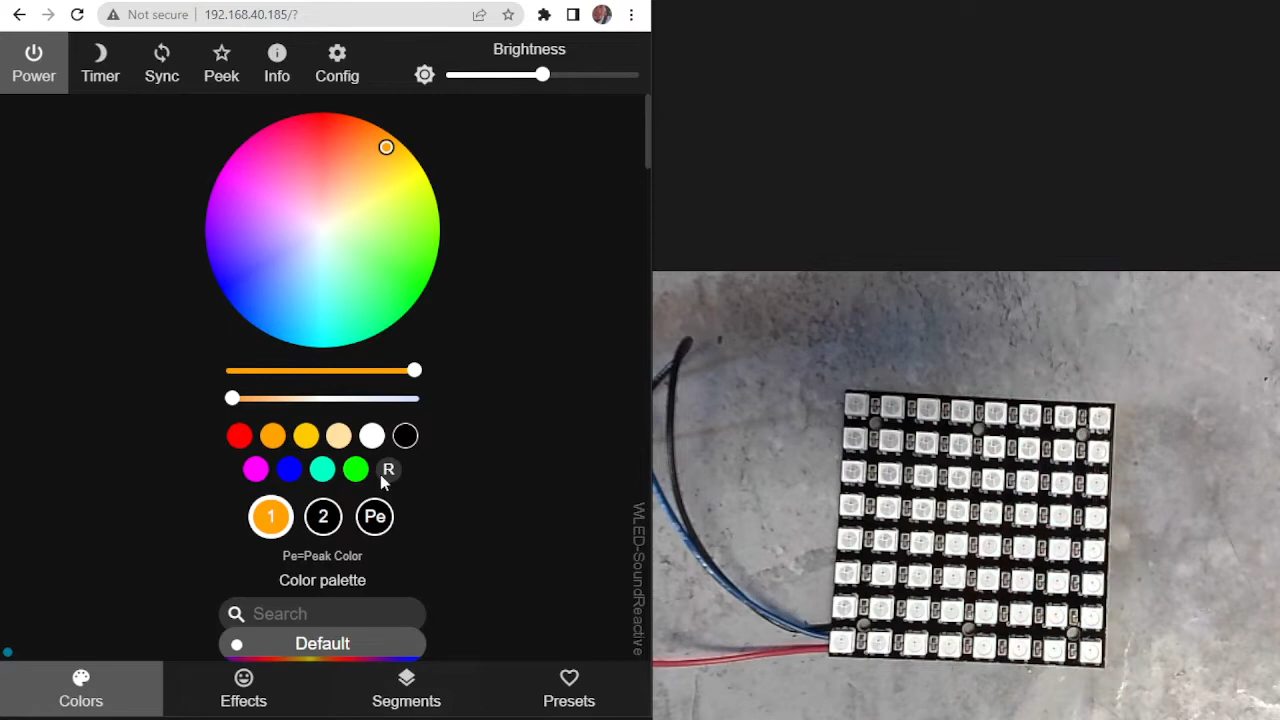 Not secure
192.168.40.185/?
Power
Timer
Sync
Peek
Info
Config
Brightness
R
1
2
Pe
Pe=Peak Color
Color palette
Search
Default
WLED-SoundReactive
Colors
Effects
Segments
Presets